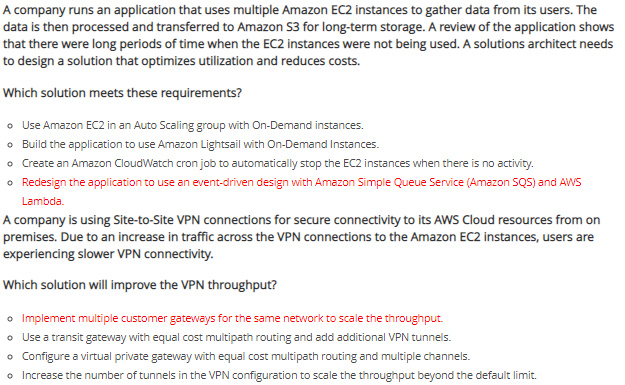 A company runs an application that uses multiple Amazon EC2 instances to gather data from its users. The
data is then processed and transferred to Amazon S3 for long-term storage. A review of the application shows
that there were long periods of time when the EC2 instances were not being used. A solutions architect needs
to design a solution that optimizes utilization and reduces costs.
Which solution meets these requirements?
Use Amazon EC2 in an Auto Scaling group with On-Demand instances.
Build the application to use Amazon Lightsail with On-Demand Instances.
Create an Amazon CloudWatch cron job to automatically stop the EC2 instances when there is no activity.
Redesign the application to use an event-driven design with Amazon Simple Queue Service (Amazon SQS) and AWS
Lambda.
A company is using Site-to-Site VPN connections for secure connectivity to its AWS Cloud resources from on
premises. Due to an increase in traffic across the VPN connections to the Amazon EC2 instances, users are
experiencing slower VPN connectivity.
Which solution will improve the VPN throughput?
Implement multiple customer gateways for the same network to scale the throughput.
Use a transit gateway with equal cost multipath routing and add additional VPN tunnels.
Configure a virtual private gateway with equal cost multipath routing and multiple channels.
Increase the number of tunnels in the VPN configuration to scale the throughput beyond the default limit.